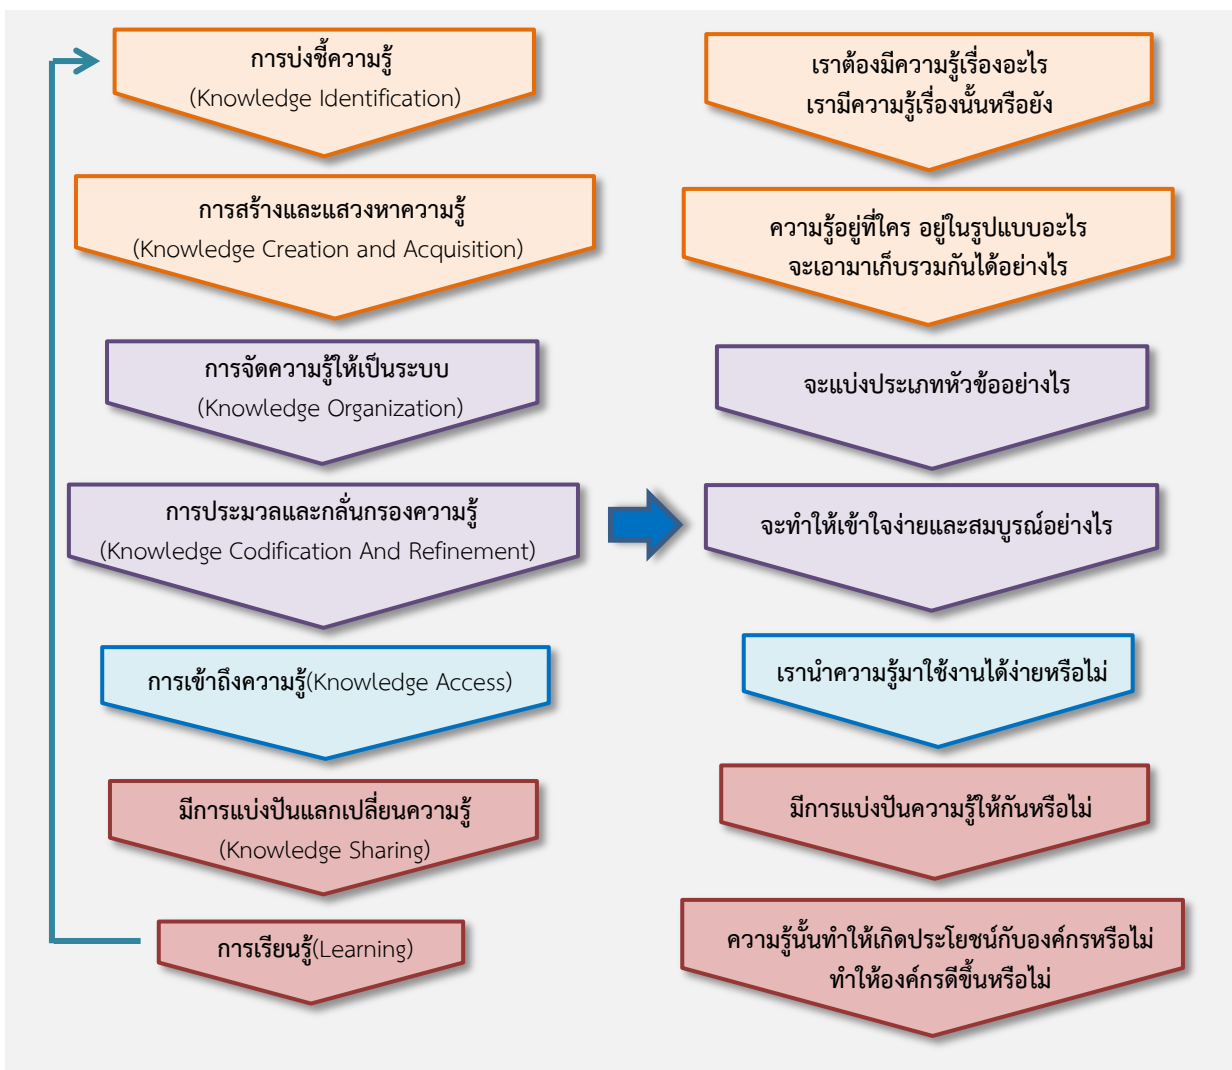 การบ่งชี้ความรู้
(Knowledge Identification)
การสร้างและแสวงหาความรู้
(Knowledge Creation and Acquisition)
การจัดความรู้ให้เป็นระบบ
(Knowledge Organization)
การประมวลและกลั่นกรองความรู้
(Knowledge Codification And Refinement)
การเข้าถึงความรู้(Knowledge Access)
มีการแบ่งปันแลกเปลี่ยนความรู้
(Knowledge Sharing)
การเรียนรู้(Learning)
เราต้องมีความรู้เรื่องอะไร
เรามีความรู้เรื่องนั้นหรือยัง
ความรู้อยู่ที่ใคร อยู่ในรูปแบบอะไร
จะเอามาเก็บรวมกันได้อย่างไร
จะแบ่งประเภทหัวข้ออย่างไร
จะทำให้เข้าใจง่ายและสมบูรณ์อย่างไร
เรานำความรู้มาใช้งานได้ง่ายหรือไม่
มีการแบ่งปันความรู้ให้กันหรือไม่
ความรู้นั้นทำให้เกิดประโยชน์กับองค์กรหรือไม่
ทำให้องค์กรดีขึ้นหรือไม่